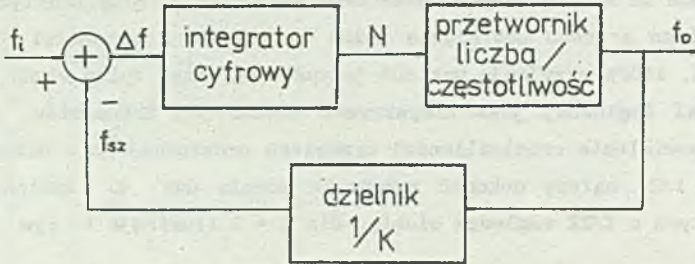 fi
+
Δf
integrator
cyfrowy
N
przetwornik
liczba /
częstotliwość
fo
+
−
fsz
dzielnik
1/K